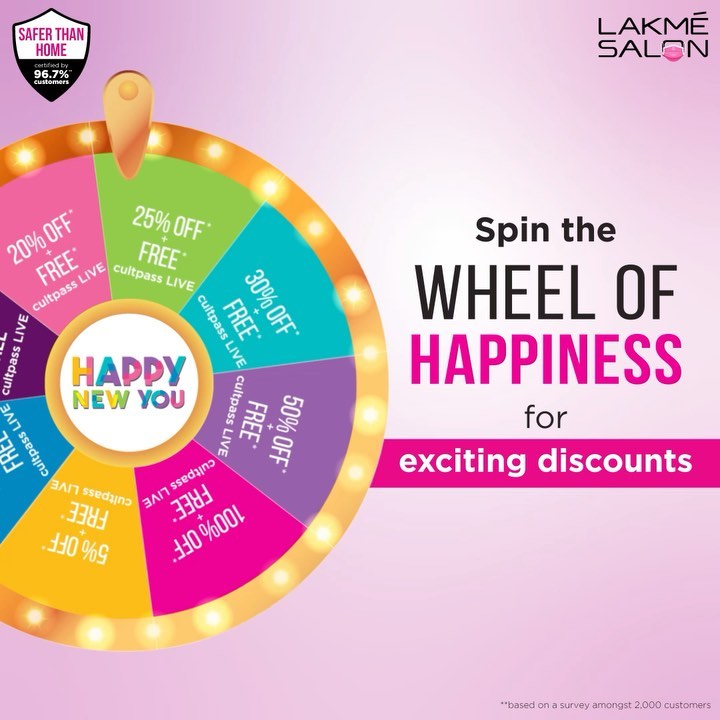 SAFER THAN
HOME
certified by
96.7%**
customers
LAKMÉ
SALON
20% OFF*
+
FREE*
cultpass LIVE
25% OFF*
+
FREE*
cultpass LIVE
30% OFF*
+
FREE*
cultpass LIVE
50% OFF*
+
FREE*
cultpass LIVE
100% OFF*
+
FREE*
cultpass LIVE
5% OFF*
+
FREE*
cultpass LIVE
FREE*
cultpass LIVE
cultpass LIVE
HAPPY
NEW YOU
Spin the
WHEEL OF
HAPPINESS
for
exciting discounts
**based on a survey amongst 2,000 customers